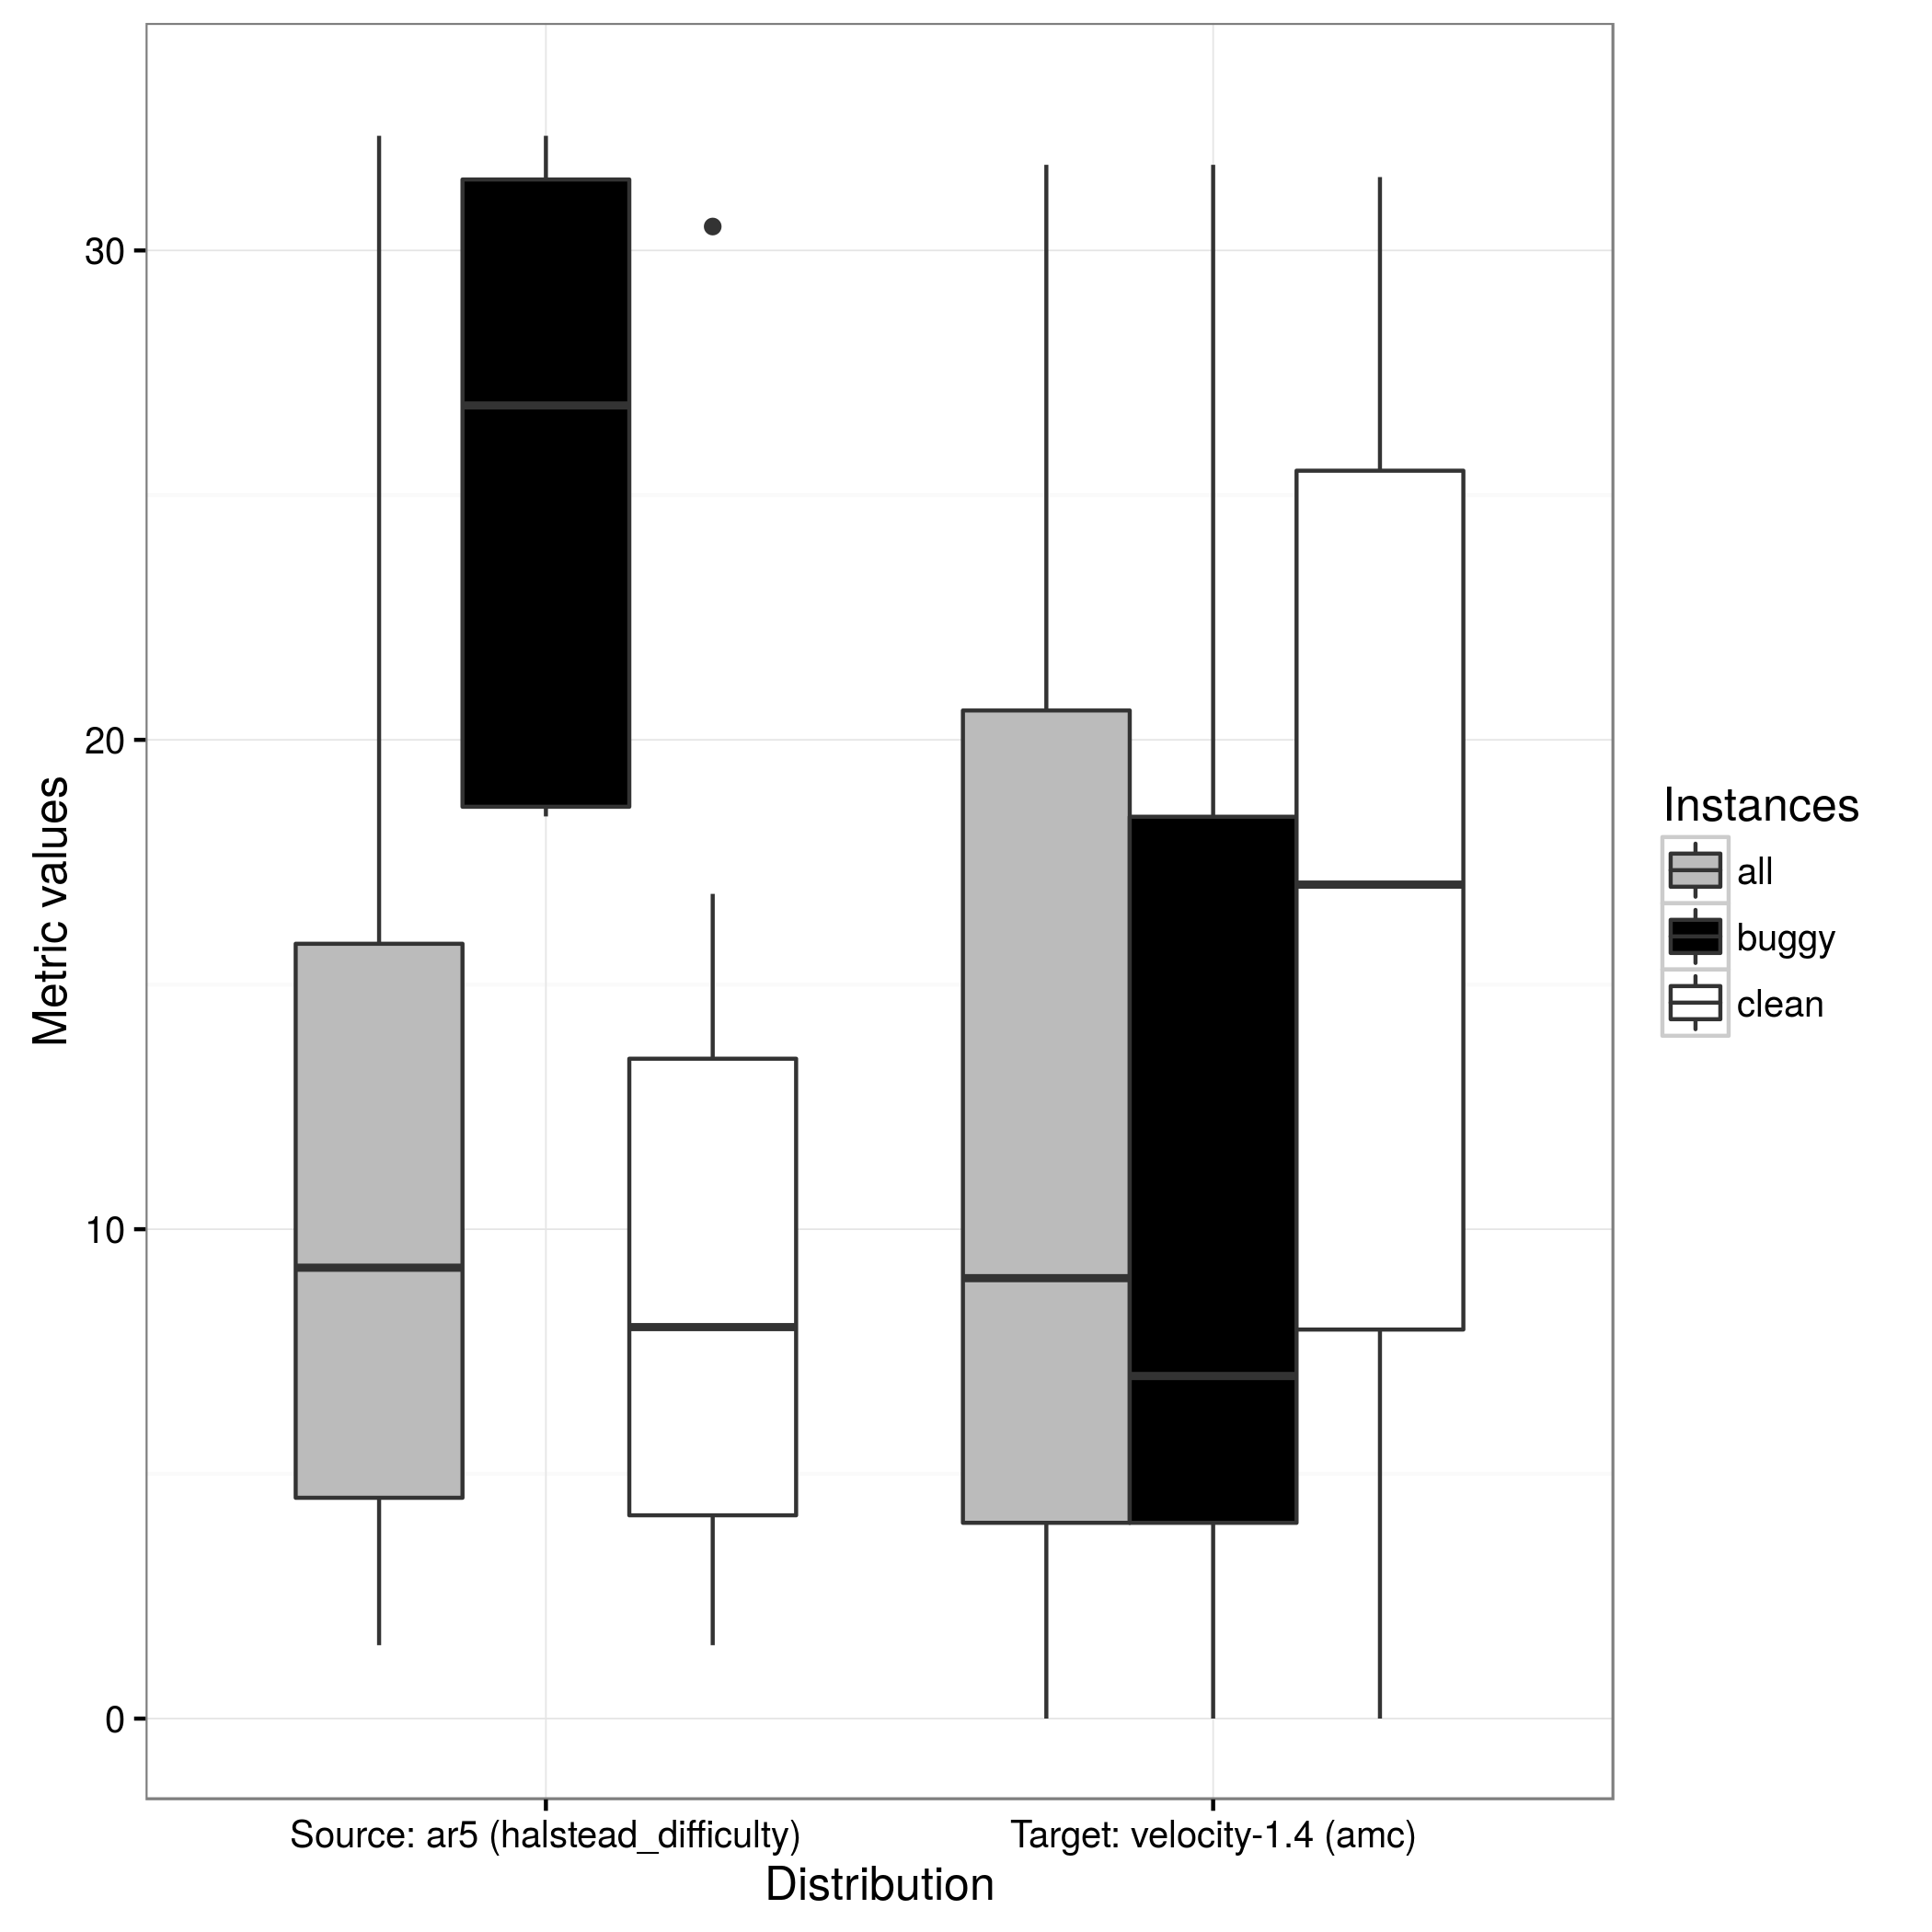 30
20
10
0
Metric values
Source: ar5 (halstead_difficulty)
Target: velocity-1.4 (amc)
Distribution
Instances
all
buggy
clean